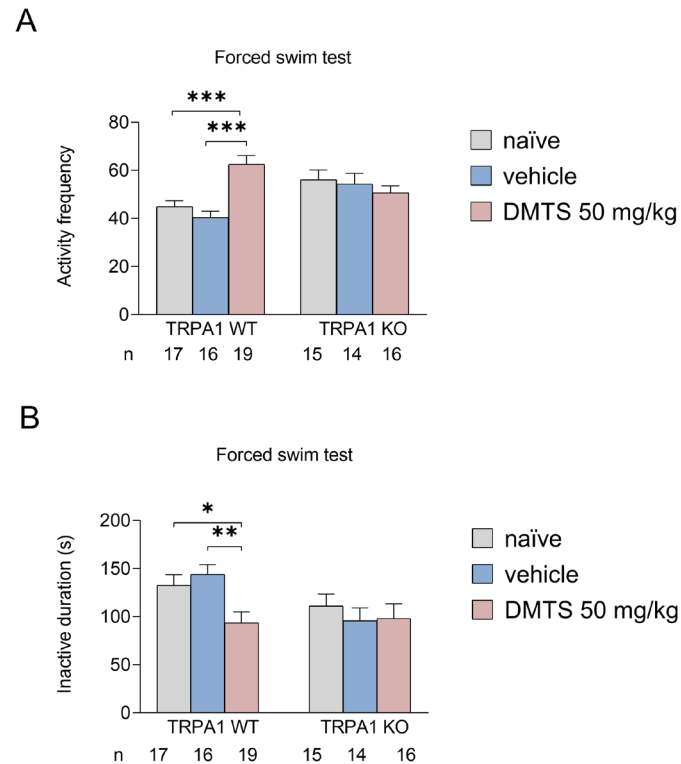 A
Forced swim test
***
***
80
60
40
20
0
Activity frequency
TRPA1 WT TRPA1 KO
n 17 16 19 15 14 16
naïve
vehicle
DMTS 50 mg/kg
B
Forced swim test
*
**
200
150
100
50
0
Inactive duration (s)
TRPA1 WT TRPA1 KO
n 17 16 19 15 14 16
naïve
vehicle
DMTS 50 mg/kg